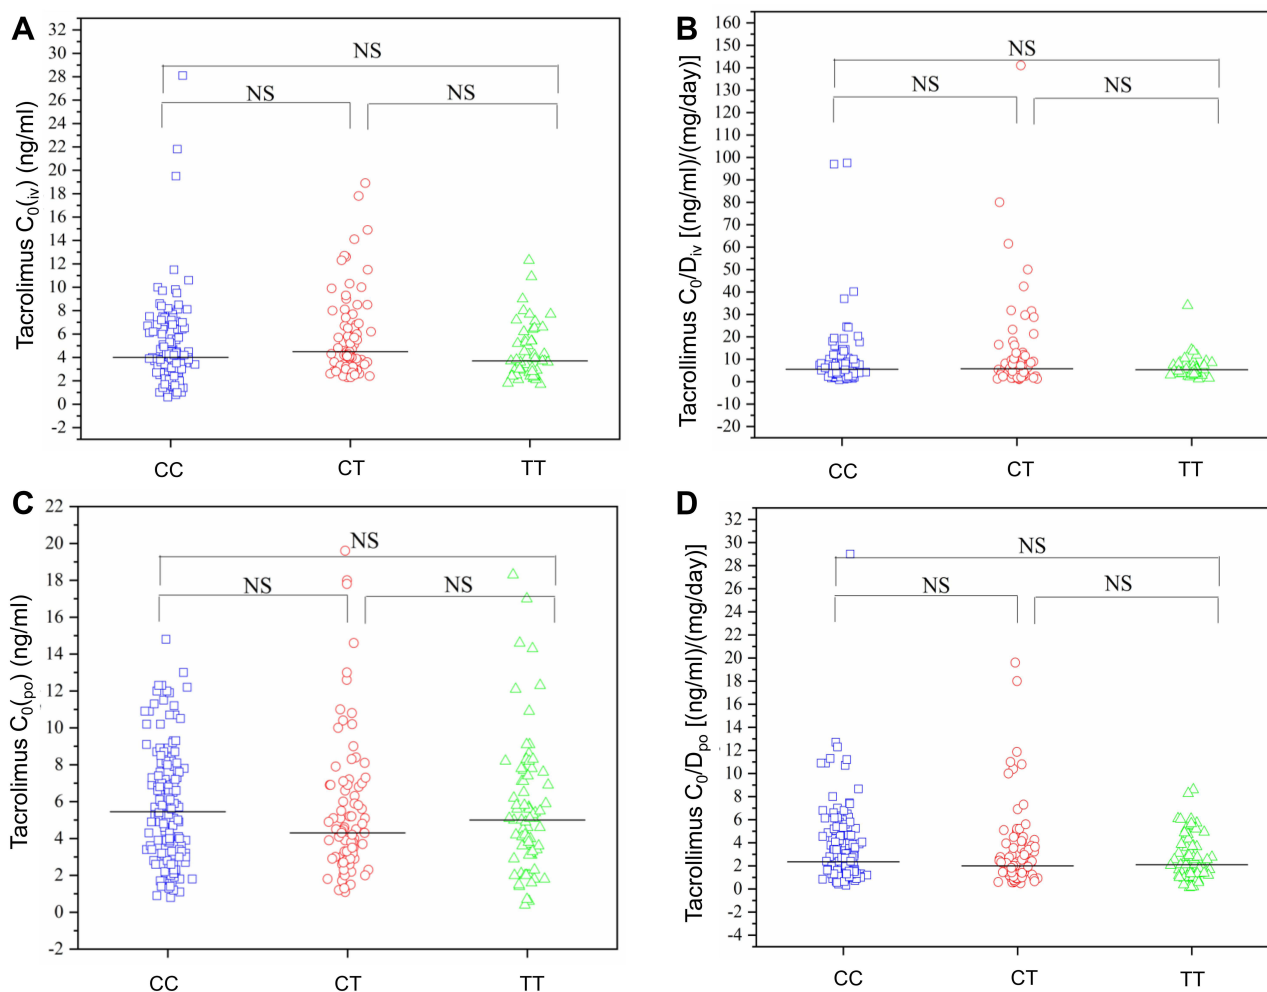 A
Tacrolimus C0(iv) (ng/ml)
32
30
28
26
24
22
20
18
16
14
12
10
8
6
4
2
0
-2
NS
NS
NS
CC
CT
TT
B
Tacrollimus C0/Div [(ng/ml)/(mg/day)]
160
150
140
130
120
110
100
90
80
70
60
50
40
30
20
10
0
-10
-20
NS
NS
NS
CC
CT
TT
C
Tacrollimus C0(po) (ng/ml)
22
20
18
16
14
12
10
8
6
4
2
0
-2
NS
NS
NS
CC
CT
TT
D
Tacrollimus C0/Dpo [(ng/ml)/(mg/day)]
32
30
28
26
24
22
20
18
16
14
12
10
8
6
4
2
0
-2
-4
NS
NS
NS
CC
CT
TT